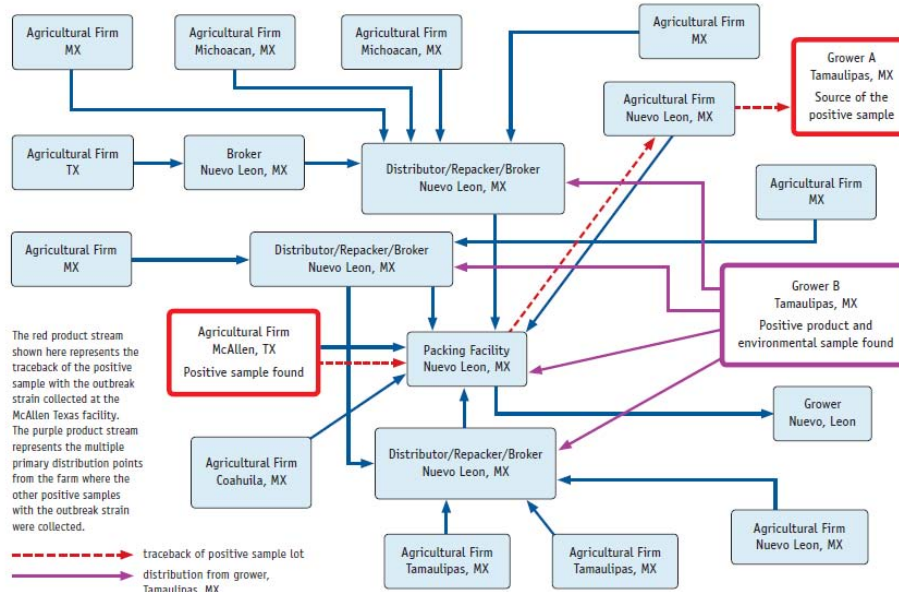 Agricultural Firm
MX
Agricultural Firm
Michoacan, MX
Agricultural Firm
Michoacan, MX
Agricultural Firm
MX
Grower A
Tamaulipas, MX
Source of the
positive sample
Agricultural Firm
Nuevo Leon, MX
Agricultural Firm
TX
Broker
Nuevo Leon, MX
Distributor/Repacker/Broker
Nuevo Leon, MX
Agricultural Firm
MX
Agricultural Firm
MX
Distributor/Repacker/Broker
Nuevo Leon, MX
Grower B
Tamaulipas, MX
Positive product and
environmental sample found
Agricultural Firm
McAllen, TX
Positive sample found
Packing Facility
Nuevo Leon, MX
The red product stream
shown here represents the
traceback of the positive
sample with the outbreak
strain collected at the
McAllen Texas facility.
The purple product stream
represents the multiple
primary distribution points
from the farm where the
other positive samples
with the outbreak strain
were collected.
Grower
Nuevo, Leon
Agricultural Firm
Coahuila, MX
Distributor/Repacker/Broker
Nuevo Leon, MX
Agricultural Firm
Nuevo Leon, MX
Agricultural Firm
Tamaulipas, MX
Agricultural Firm
Tamaulipas, MX
traceback of positive sample lot
distribution from grower,
Tamaulipas, MX